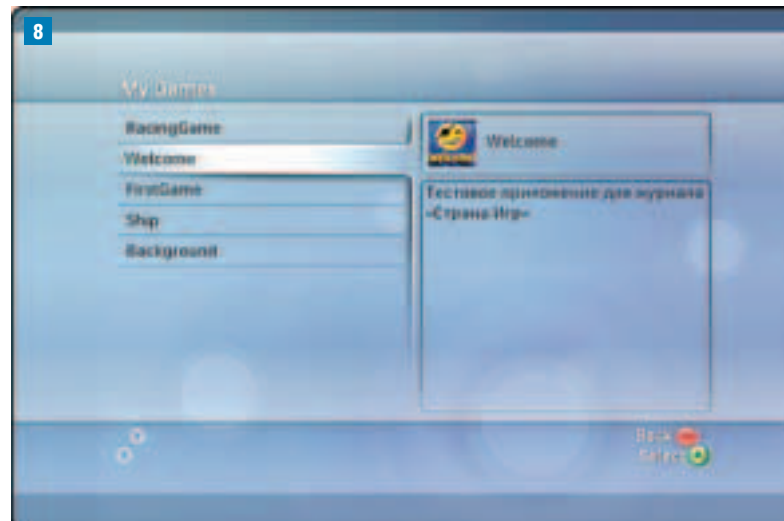 8
My Games
RacingGame
Welcome
FirstGame
Ship
Background
Welcome
Тестовое приложение для журнала
«Страна Игр»
Back
Select